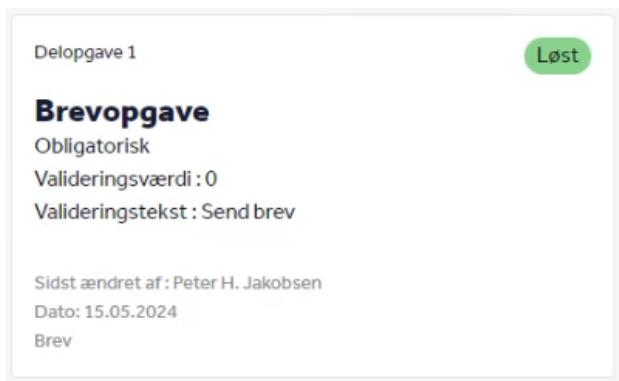 Delopgave 1
Løst
Brevopgave
Obligatorisk
Valideringsværdi : 0
Valideringstekst : Send brev
Sidst ændret af : Peter H. Jakobsen
Dato: 15.05.2024
Brev